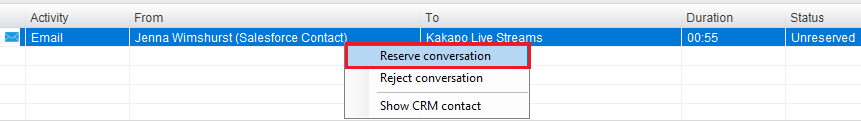 Activity From To Duration Status
Email Jenna Wimshurst (Salesforce Contact) Kakapo Live Streams 00:55 Unreserved
Reserve conversation
Reject conversation
Show CRM contact